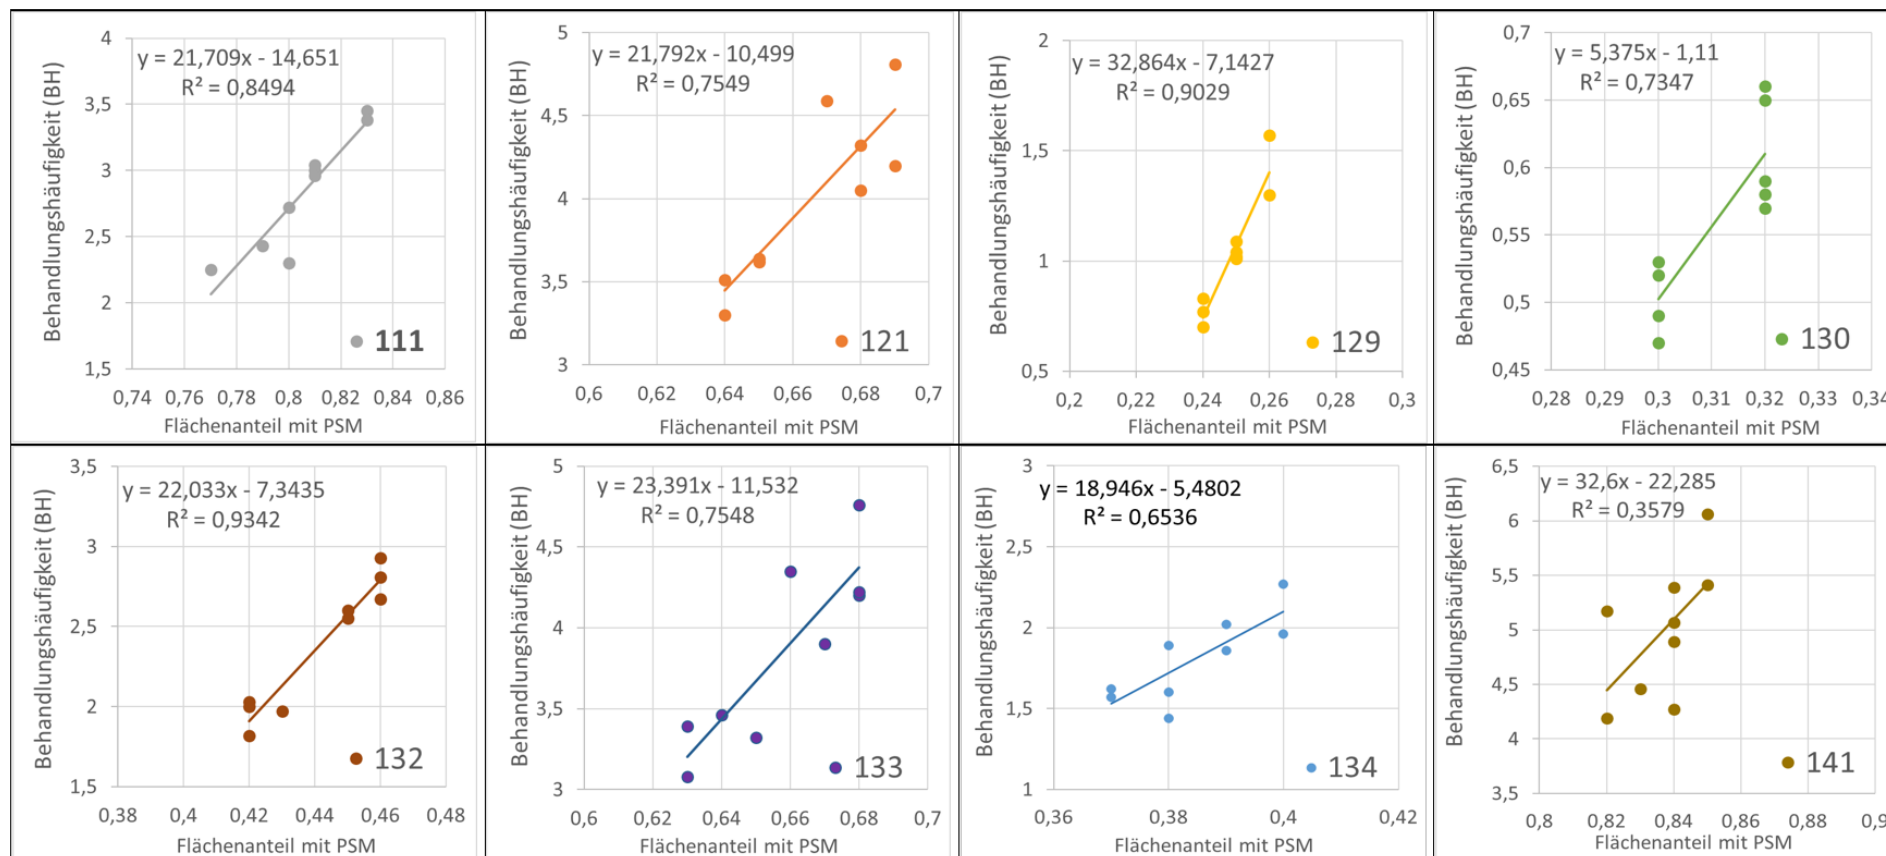 Behandlungshäufigkeit (BH)
4
3,5
3
2,5
2
1,5
y = 21,709x - 14,651
R² = 0,8494
111
0,74 0,76 0,78 0,8 0,82 0,84 0,86
Flächenanteil mit PSM
Behandlungshäufigkeit (BH)
5
4,5
4
3,5
3
y = 21,792x - 10,499
R² = 0,7549
121
0,6 0,62 0,64 0,66 0,68 0,7
Flächenanteil mit PSM
Behandlungshäufigkeit (BH)
2
1,5
1
0,5
y = 32,864x - 7,1427
R² = 0,9029
129
0,2 0,22 0,24 0,26 0,28 0,3
Flächenanteil mit PSM
Behandlungshäufigkeit (BH)
0,7
0,65
0,6
0,55
0,5
0,45
y = 5,375x - 1,11
R² = 0,7347
130
0,28 0,29 0,3 0,31 0,32 0,33 0,34
Flächenanteil mit PSM
Behandlungshäufigkeit (BH)
3,5
3
2,5
2
1,5
y = 22,033x - 7,3435
R² = 0,9342
132
0,38 0,4 0,42 0,44 0,46 0,48
Flächenanteil mit PSM
Behandlungshäufigkeit (BH)
5
4,5
4
3,5
3
y = 23,391x - 11,532
R² = 0,7548
133
0,6 0,62 0,64 0,66 0,68 0,7
Flächenanteil mit PSM
Behandlungshäufigkeit (BH)
3
2,5
2
1,5
1
y = 18,946x - 5,4802
R² = 0,6536
134
0,36 0,38 0,4 0,42
Flächenanteil mit PSM
Behandlungshäufigkeit (BH)
6,5
6
5,5
5
4,5
4
3,5
y = 32,6x - 22,285
R² = 0,3579
141
0,8 0,82 0,84 0,86 0,88 0,9
Flächenanteil mit PSM